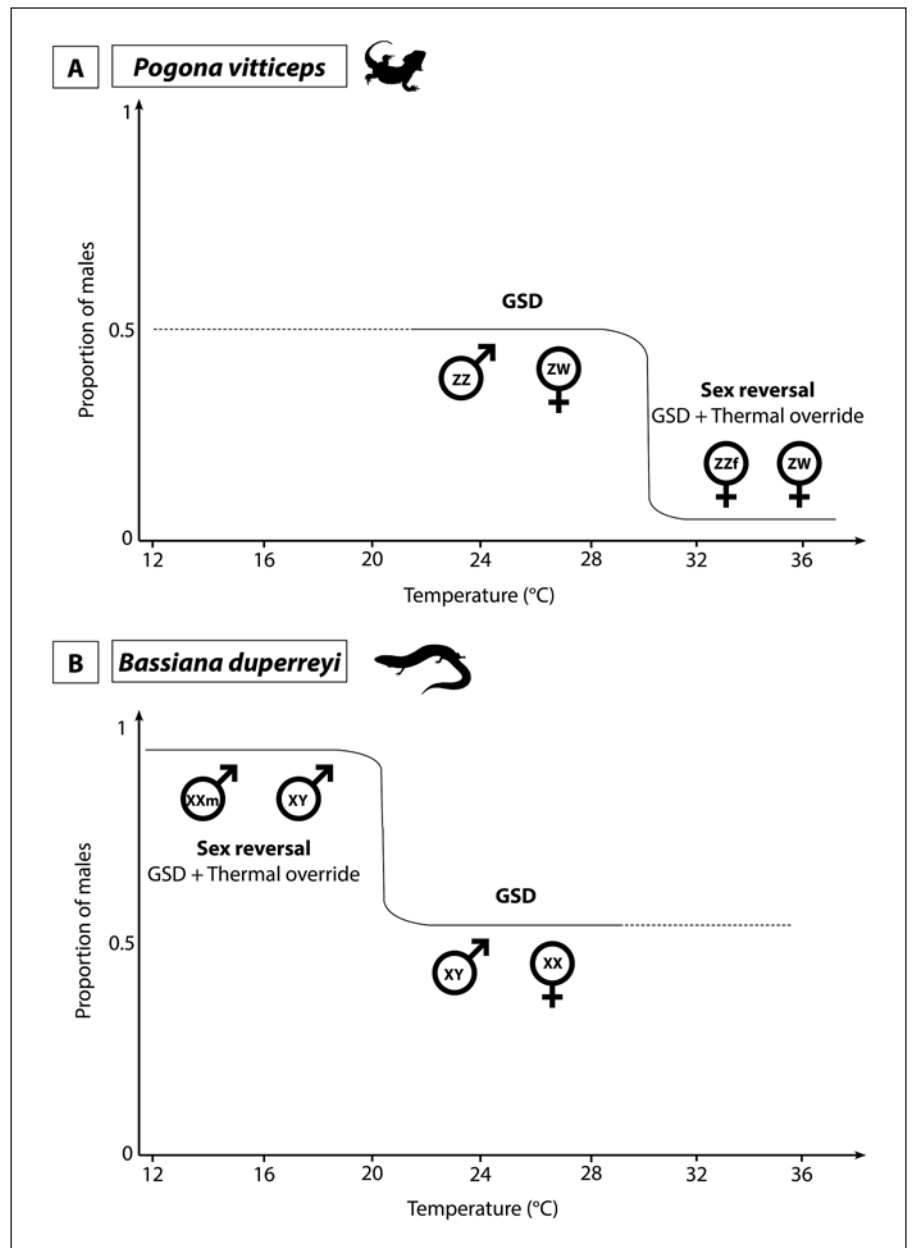 A
Pogona vitticeps
1
Proportion of males
0.5
GSD
ZZ
ZW
Sex reversal
GSD + Thermal override
ZZf
ZW
0
12 16 20 24 28 32 36
Temperature (°C)
B
Bassiana duperreyi
1
XXm
XY
Sex reversal
GSD + Thermal override
Proportion of males
GSD
0.5
XY
XX
0
12 16 20 24 28 32 36
Temperature (°C)